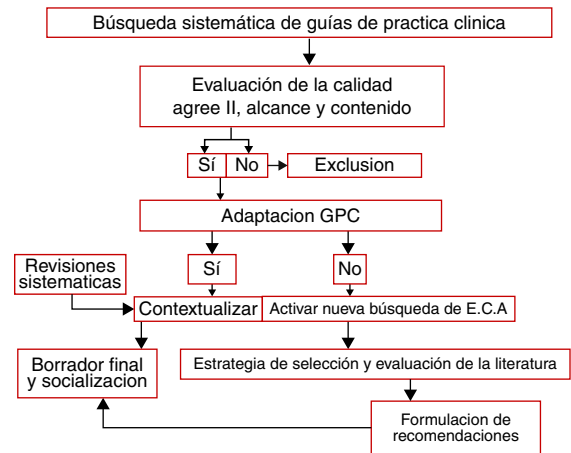 Búsqueda sistemática de guías de practica clinica
Evaluación de la calidad
agree II, alcance y contenido
Sí
No
Exclusion
Adaptacion GPC
Sí
No
Revisiones
sistematicas
Contextualizar
Activar nueva búsqueda de E.C.A
Borrador final
y socializacion
Estrategia de selección y evaluación de la literatura
Formulacion de
recomendaciones